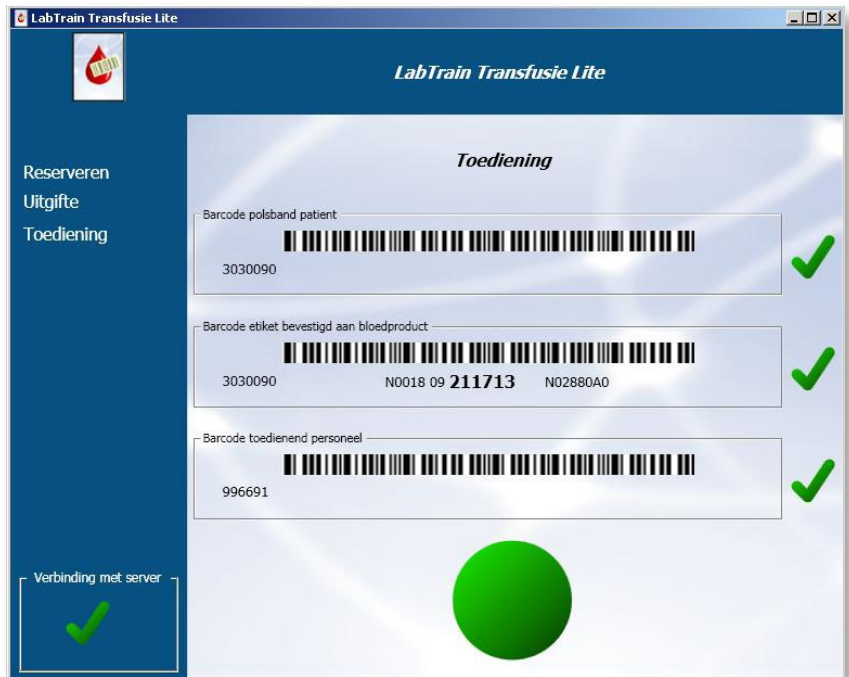 LabTrain Transfusie Lite
LabTrain Transfusie Lite
Reserveren
Uitgifte
Toediening
Toediening
Barcode polsband patient
3030090
Barcode etiket bevestigd aan bloedproduct
3030090 N0018 09 211713 N02880A0
Barcode toedienend personeel
996691
Verbinding met server